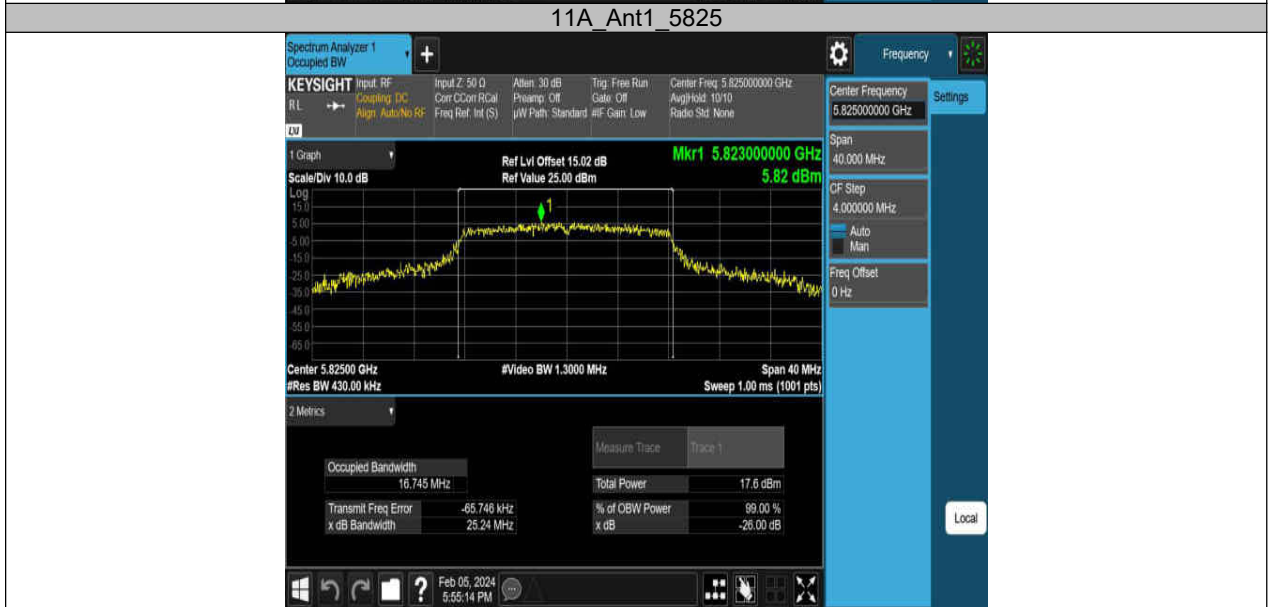 11A_Ant1_5825
Spectrum Analyzer 1
Occupied BW
+
Frequency
KEYSIGHT
RL
LXI
Input: RF
Coupling: DC
Align: Auto/No RF
Input Z: 50 Ω
Corr CCorr RCal
Freq Ref: Int (S)
Atten: 30 dB
Preamp: Off
µW Path: Standard
Trig: Free Run
Gate: Off
#IF Gain: Low
Center Freq: 5.825000000 GHz
Avg|Hold: 10/10
Radio Std: None
Center Frequency
5.825000000 GHz
Settings
Span
40.000 MHz
CF Step
4.000000 MHz
Auto
Man
Freq Offset
0 Hz
1 Graph
Scale/Div 10.0 dB
Ref Lvl Offset 15.02 dB
Ref Value 25.00 dBm
Mkr1 5.823000000 GHz
5.82 dBm
Log
15.0
5.00
-5.00
-15.0
-25.0
-35.0
-45.0
-55.0
-65.0
1
Center 5.82500 GHz
#Res BW 430.00 kHz
#Video BW 1.3000 MHz
Span 40 MHz
Sweep 1.00 ms (1001 pts)
2 Metrics
Measure Trace Trace 1
Occupied Bandwidth
16.745 MHz
Total Power 17.6 dBm
Transmit Freq Error -65.746 kHz
% of OBW Power 99.00 %
x dB Bandwidth 25.24 MHz
x dB -26.00 dB
Local
?
Feb 05, 2024
5:55:14 PM